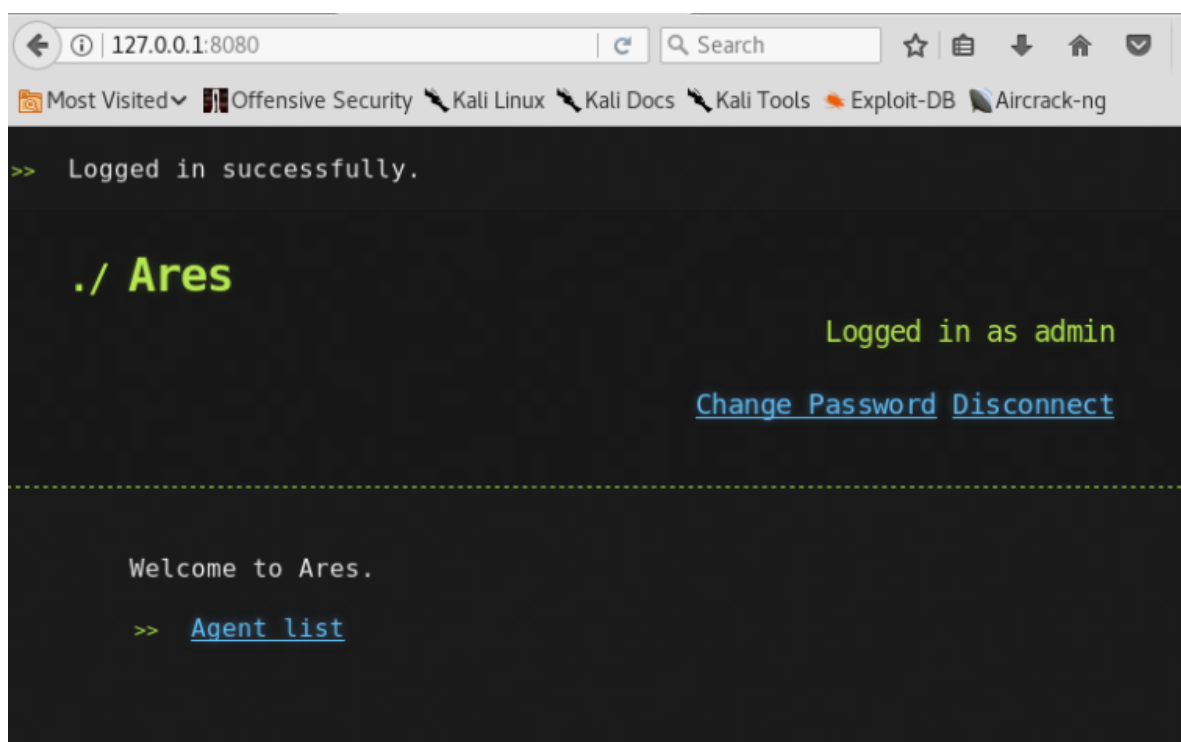 127.0.0.1:8080 Search
Most Visited Offensive Security Kali Linux Kali Docs Kali Tools Exploit-DB Aircrack-ng
>> Logged in successfully.
./ Ares
Logged in as admin
Change Password Disconnect
Welcome to Ares.
>> Agent list